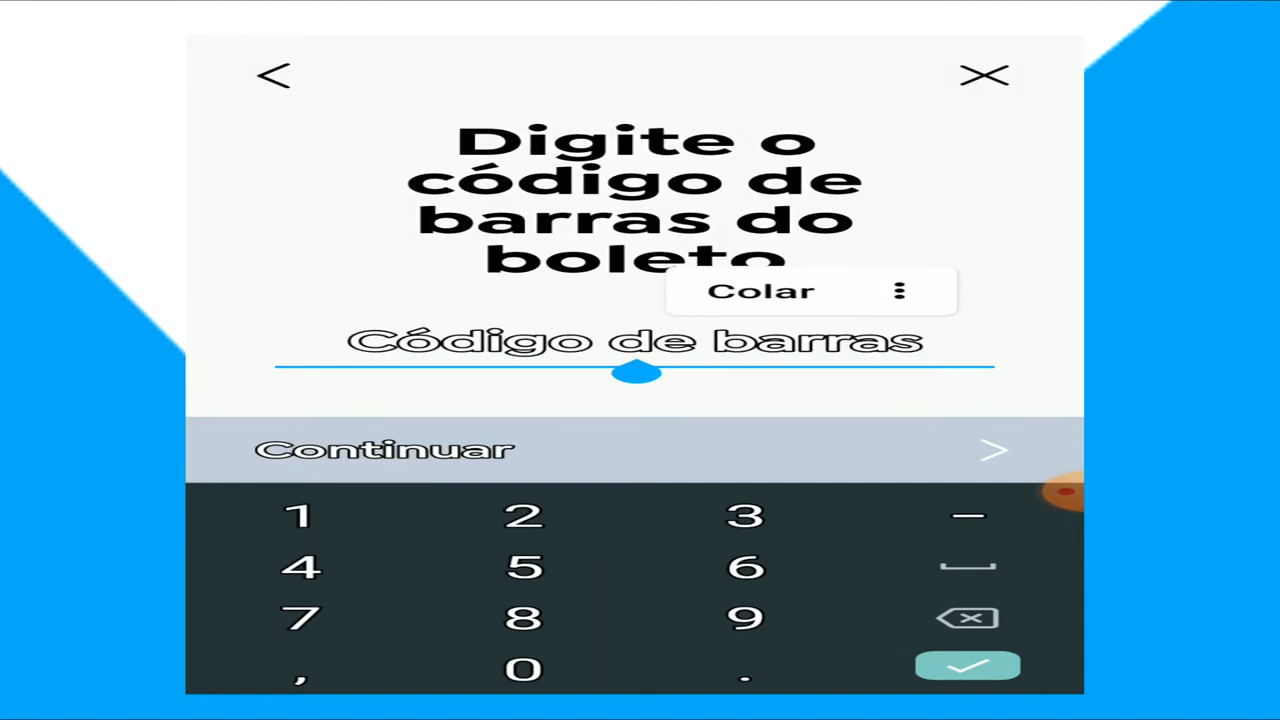 Digite o
código de
barras do
boleto
Colar
Código de barras
Continuar
1 2 3 -
4 5 6
7 8 9
, 0 .